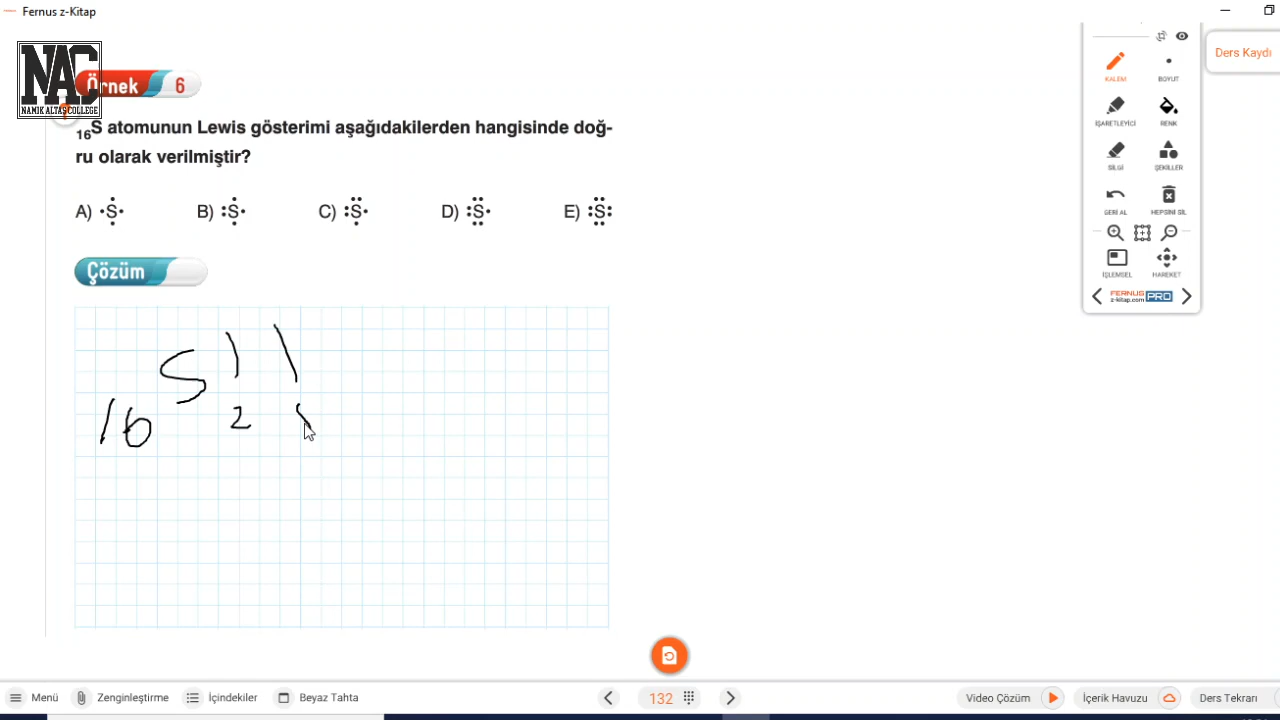 Fernus z-Kitap
NAC
NAMIK ALTAŞ COLLEGE
Örnek 6
16S atomunun Lewis gösterimi aşağıdakilerden hangisinde doğ-
ru olarak verilmiştir?
A) ·S· B) :S· C) :S· D) :S· E) :S:
Çözüm
S
16 2
KALEM BOYUT
İŞARETLEYİCİ RENK
SİLGİ ŞEKİLLER
GERİ AL HEPSİNİ SİL
İŞLEMSEL HAREKET
FERNUS z-kitap.com PRO
Ders Kaydı
Menü Zenginleştirme İçindekiler Beyaz Tahta 132 Video Çözüm İçerik Havuzu Ders Tekrarı